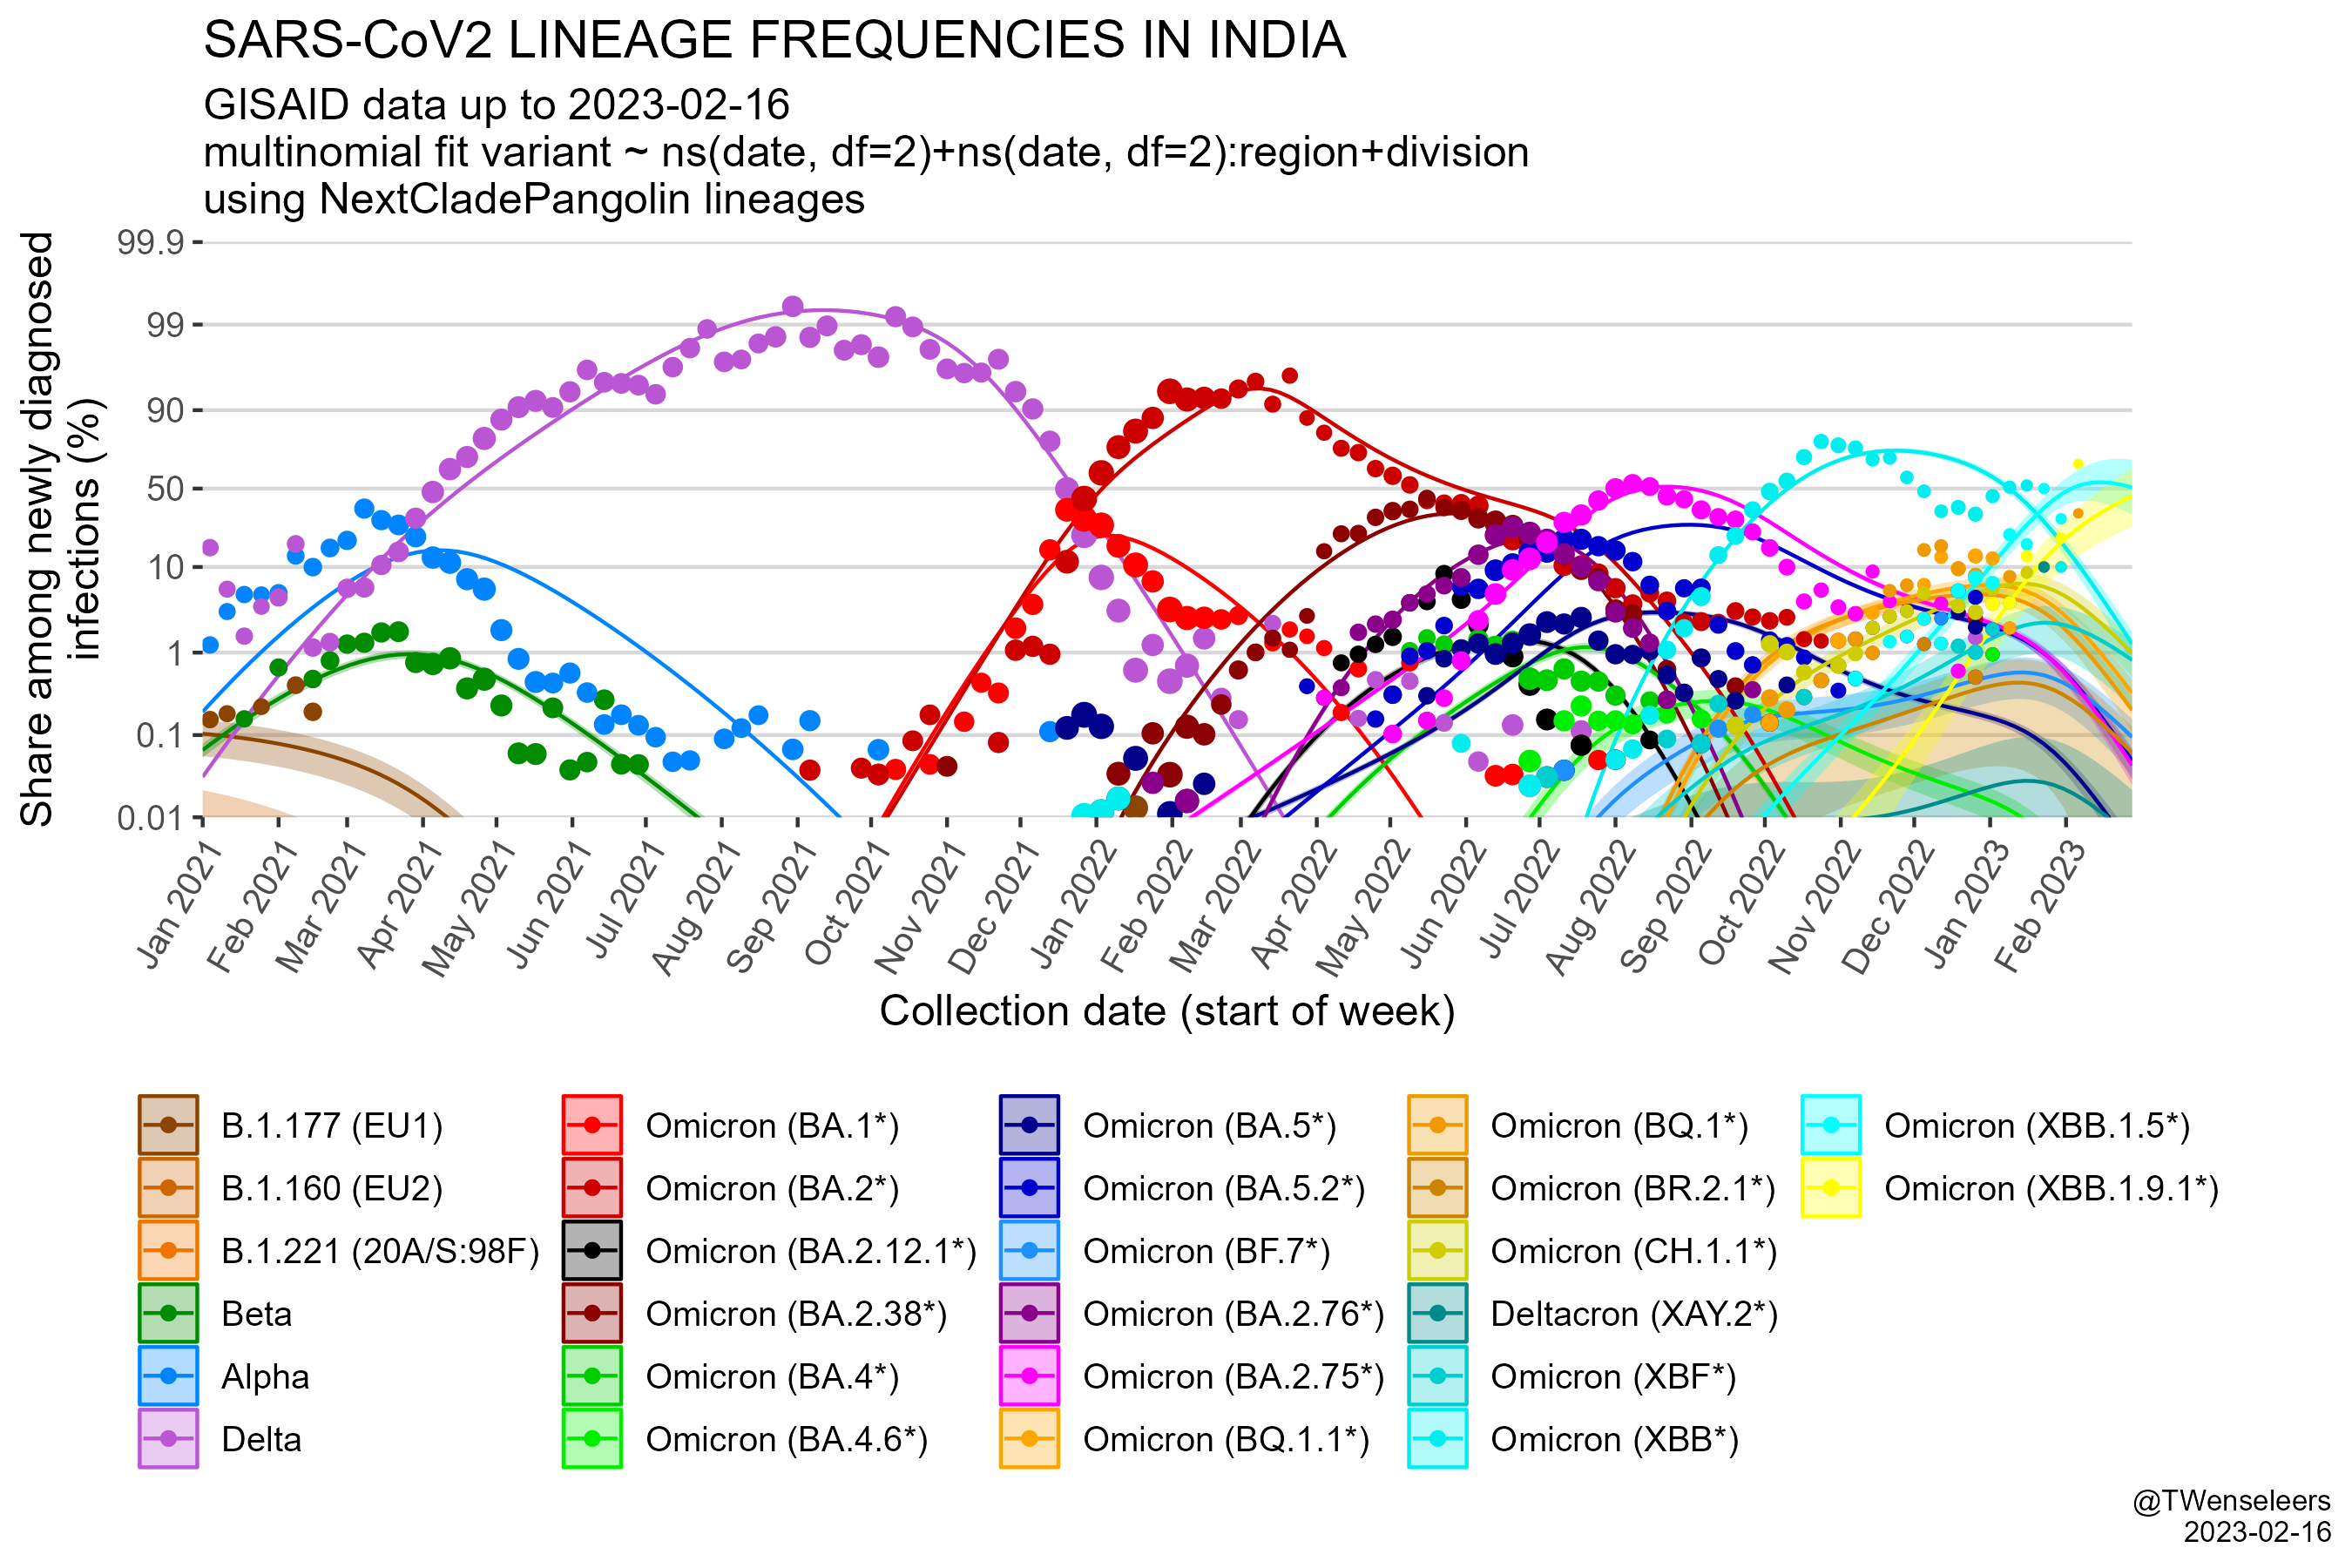 SARS-CoV2 LINEAGE FREQUENCIES IN INDIA
GISAID data up to 2023-02-16
multinomial fit variant ~ ns(date, df=2)+ns(date, df=2):region+division
using NextCladePangolin lineages
Share among newly diagnosed
infections (%)
99.9
99
90
50
10
1
0.1
0.01
Jan 2021
Feb 2021
Mar 2021
Apr 2021
May 2021
Jun 2021
Jul 2021
Aug 2021
Sep 2021
Oct 2021
Nov 2021
Dec 2021
Jan 2022
Feb 2022
Mar 2022
Apr 2022
May 2022
Jun 2022
Jul 2022
Aug 2022
Sep 2022
Oct 2022
Nov 2022
Dec 2022
Jan 2023
Feb 2023
Collection date (start of week)
B.1.177 (EU1)
B.1.160 (EU2)
B.1.221 (20A/S:98F)
Beta
Alpha
Delta
Omicron (BA.1*)
Omicron (BA.2*)
Omicron (BA.2.12.1*)
Omicron (BA.2.38*)
Omicron (BA.4*)
Omicron (BA.4.6*)
Omicron (BA.5*)
Omicron (BA.5.2*)
Omicron (BF.7*)
Omicron (BA.2.76*)
Omicron (BA.2.75*)
Omicron (BQ.1.1*)
Omicron (BQ.1*)
Omicron (BR.2.1*)
Omicron (CH.1.1*)
Deltacron (XAY.2*)
Omicron (XBF*)
Omicron (XBB*)
Omicron (XBB.1.5*)
Omicron (XBB.1.9.1*)
@TWenseleers
2023-02-16